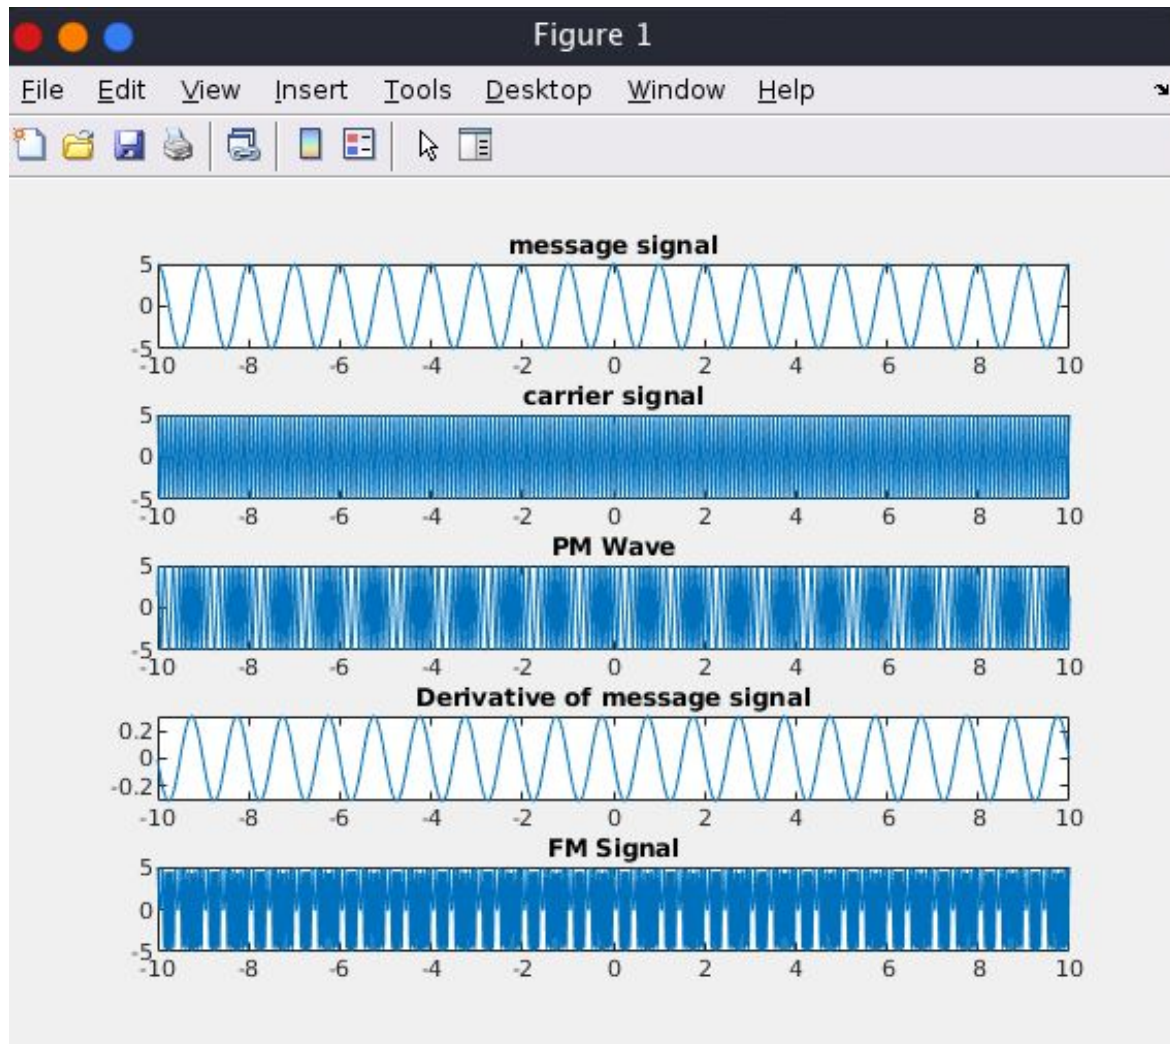 Figure 1
File Edit View Insert Tools Desktop Window Help
message signal
5
0
-5
-10 -8 -6 -4 -2 0 2 4 6 8 10
carrier signal
5
0
-5
-10 -8 -6 -4 -2 0 2 4 6 8 10
PM Wave
5
0
-5
-10 -8 -6 -4 -2 0 2 4 6 8 10
Derivative of message signal
0.2
0
-0.2
-10 -8 -6 -4 -2 0 2 4 6 8 10
FM Signal
5
0
-5
-10 -8 -6 -4 -2 0 2 4 6 8 10